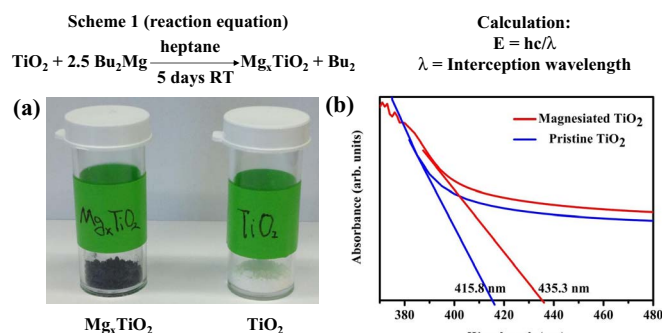 Scheme 1 (reaction equation)
TiO₂ + 2.5 Bu₂Mg heptane 5 days RT MgₓTiO₂ + Bu₂
Calculation:
E = hc/λ
λ = Interception wavelength
(a)
MgₓTiO₂
TiO₂
MgₓTiO₂
TiO₂
(b)
Magnesiated TiO₂
Pristine TiO₂
Absorbance (arb. units)
415.8 nm
435.3 nm
380 400 420 440 460 480